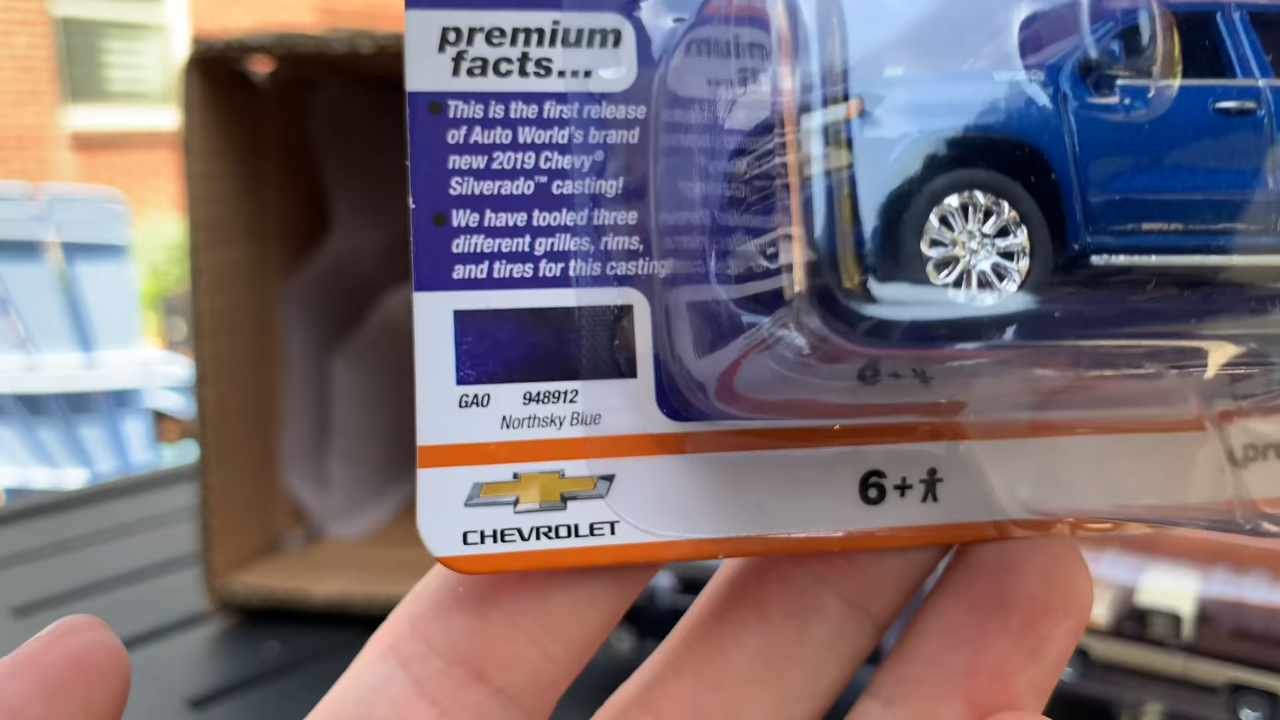 premium
facts...
This is the first release
of Auto World's brand
new 2019 Chevy®
Silverado™ casting!
We have tooled three
different grilles, rims,
and tires for this casting
GA0 948912
Northsky Blue
CHEVROLET
6+